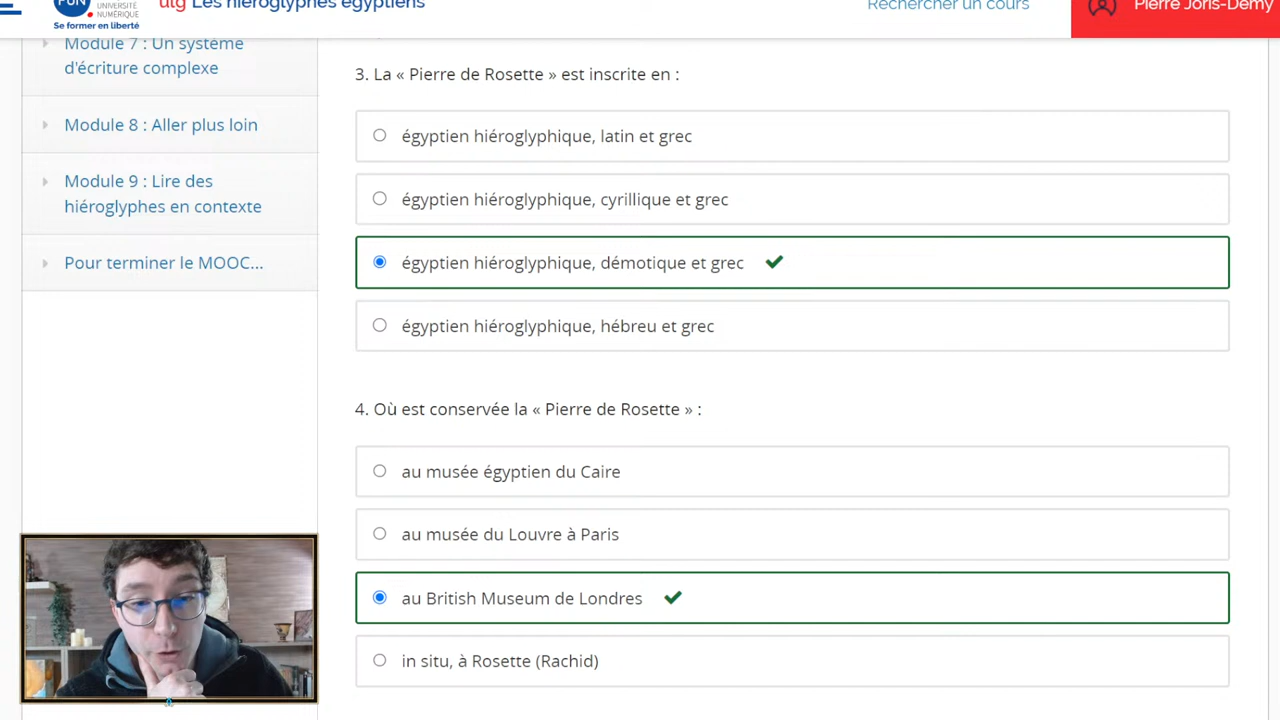 FUN
UNIVERSITÉ
NUMÉRIQUE
Se former en liberté
ulg Les hiéroglyphes égyptiens
Rechercher un cours
Pierre Joris-Demy
Module 7 : Un système
d'écriture complexe
Module 8 : Aller plus loin
Module 9 : Lire des
hiéroglyphes en contexte
Pour terminer le MOOC...
3. La « Pierre de Rosette » est inscrite en :
égyptien hiéroglyphique, latin et grec
égyptien hiéroglyphique, cyrillique et grec
égyptien hiéroglyphique, démotique et grec
égyptien hiéroglyphique, hébreu et grec
4. Où est conservée la « Pierre de Rosette » :
au musée égyptien du Caire
au musée du Louvre à Paris
au British Museum de Londres
in situ, à Rosette (Rachid)